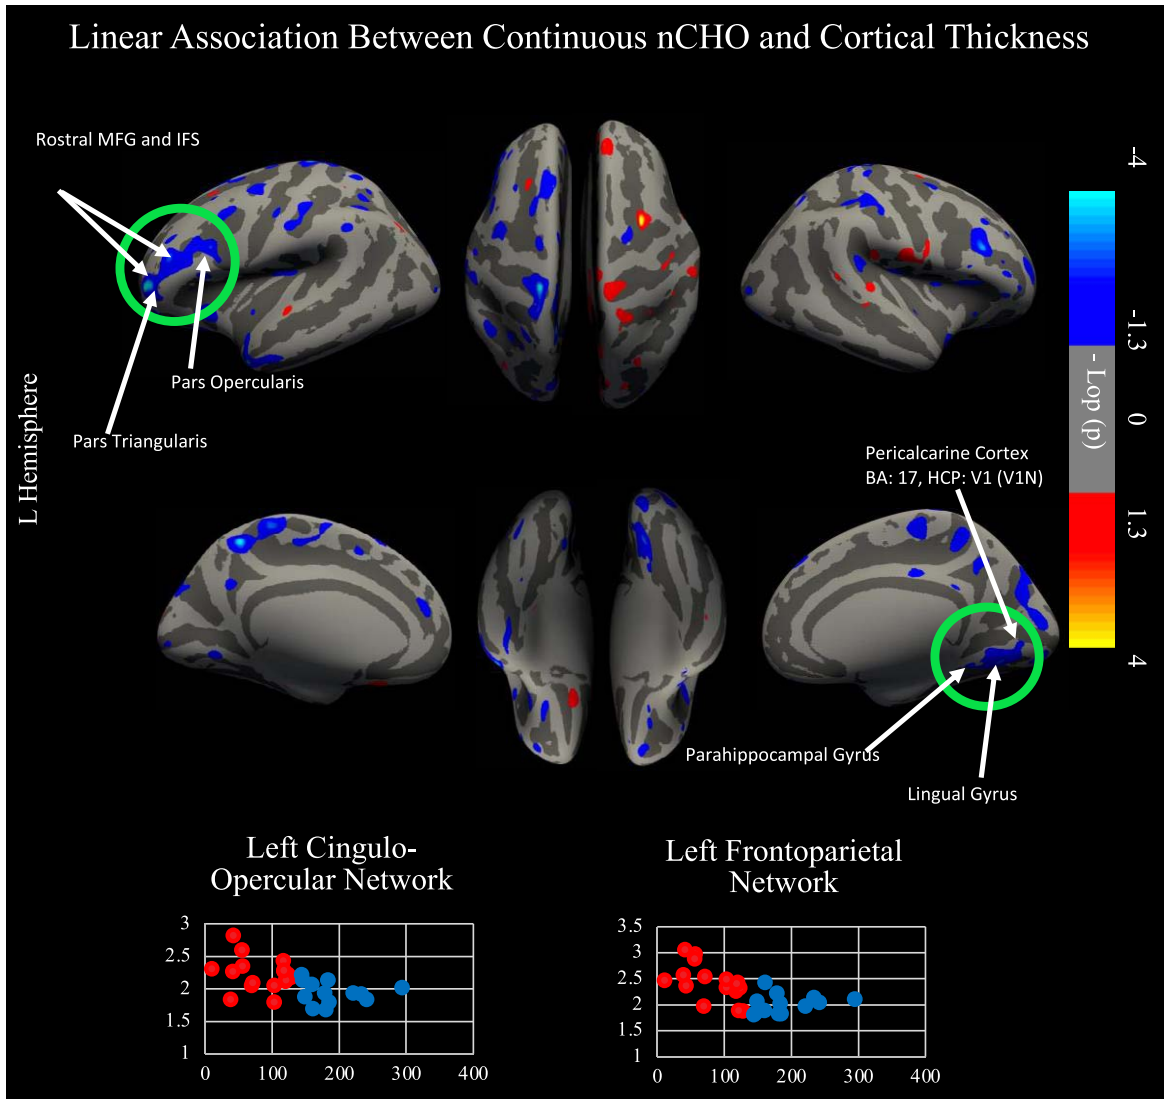 Linear Association Between Continuous nCHO and Cortical Thickness
Rostral MFG and IFS
Pars Opercularis
Pars Triangularis
L Hemisphere
-4
-1.3
- Lop (p)
0
1.3
4
Pericalcarine Cortex
BA: 17, HCP: V1 (V1N)
Parahippocampal Gyrus
Lingual Gyrus
Left Cingulo-
Opercular Network
3
2.5
2
1.5
1
0 100 200 300 400
Left Frontoparietal
Network
3.5
3
2.5
2
1.5
1
0 100 200 300 400